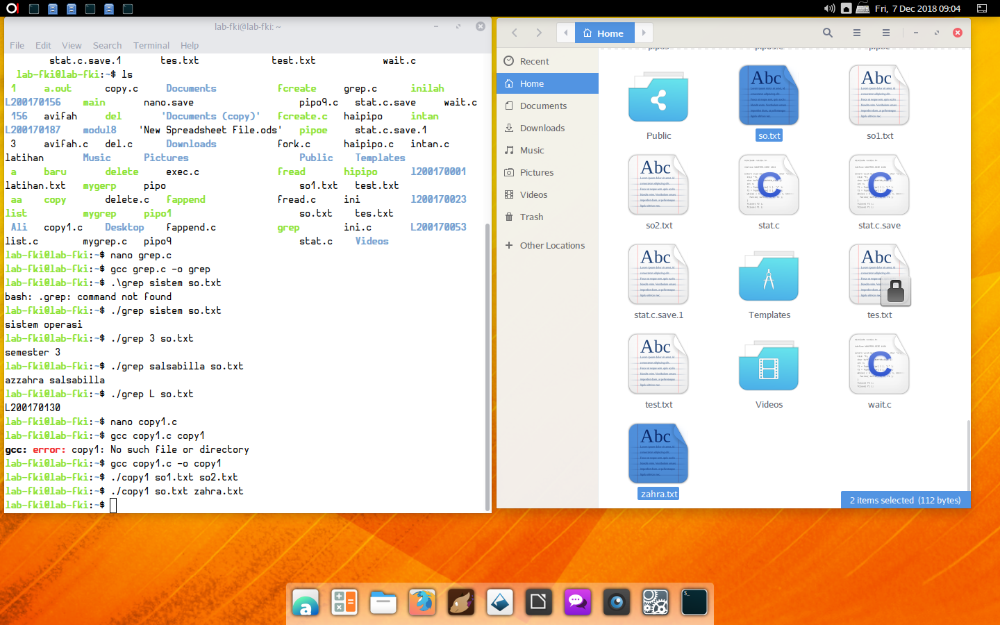 Fri, 7 Dec 2018 09:04
lab-fki@lab-fki: ~
File Edit View Search Terminal Help
stat.c.save.1 tes.txt test.txt wait.c
lab-fki@lab-fki:~$ ls
1 a.out copy.c Documents Fcreate grep.c inilah
L200170156 main nano.save pipo9.c stat.c.save wait.c
156 avifah del 'Documents (copy)' Fcreate.c haipipo intan
L200170187 modul8 'New Spreadsheet File.ods' pipoe stat.c.save.1
3 avifah.c del.c Downloads fork.c haipipo.c intan.c
latihan Music Pictures Public Templates
a baru delete exec.c fread hipipo l200170001
latihan.txt mygerp pipo so1.txt test.txt
aa copy delete.c fappend fread.c ini l200170023
list mygrep pipo1 so.txt tes.txt
Ali copy1.c Desktop fappend.c grep ini.c L200170053
list.c mygrep.c pipo9 stat.c Videos
lab-fki@lab-fki:~$ nano grep.c
lab-fki@lab-fki:~$ gcc grep.c -o grep
lab-fki@lab-fki:~$ .\grep sistem so.txt
bash: .grep: command not found
lab-fki@lab-fki:~$ ./grep sistem so.txt
sistem operasi
lab-fki@lab-fki:~$ ./grep 3 so.txt
semester 3
lab-fki@lab-fki:~$ ./grep salsabilla so.txt
azzahra salsabilla
lab-fki@lab-fki:~$ ./grep L so.txt
L200170130
lab-fki@lab-fki:~$ nano copy1.c
lab-fki@lab-fki:~$ gcc copy1.c copy1
gcc: error: copy1: No such file or directory
lab-fki@lab-fki:~$ gcc copy1.c -o copy1
lab-fki@lab-fki:~$ ./copy1 so1.txt so2.txt
lab-fki@lab-fki:~$ ./copy1 so.txt zahra.txt
lab-fki@lab-fki:~$
Home
Recent
Home
Documents
Downloads
Music
Pictures
Videos
Trash
Other Locations
Abc Abc
Public so.txt so1.txt
Abc C C
so2.txt stat.c stat.c.save
Abc Abc
stat.c.save.1 Templates tes.txt
Abc C
test.txt Videos wait.c
Abc
zahra.txt
2 items selected (112 bytes)